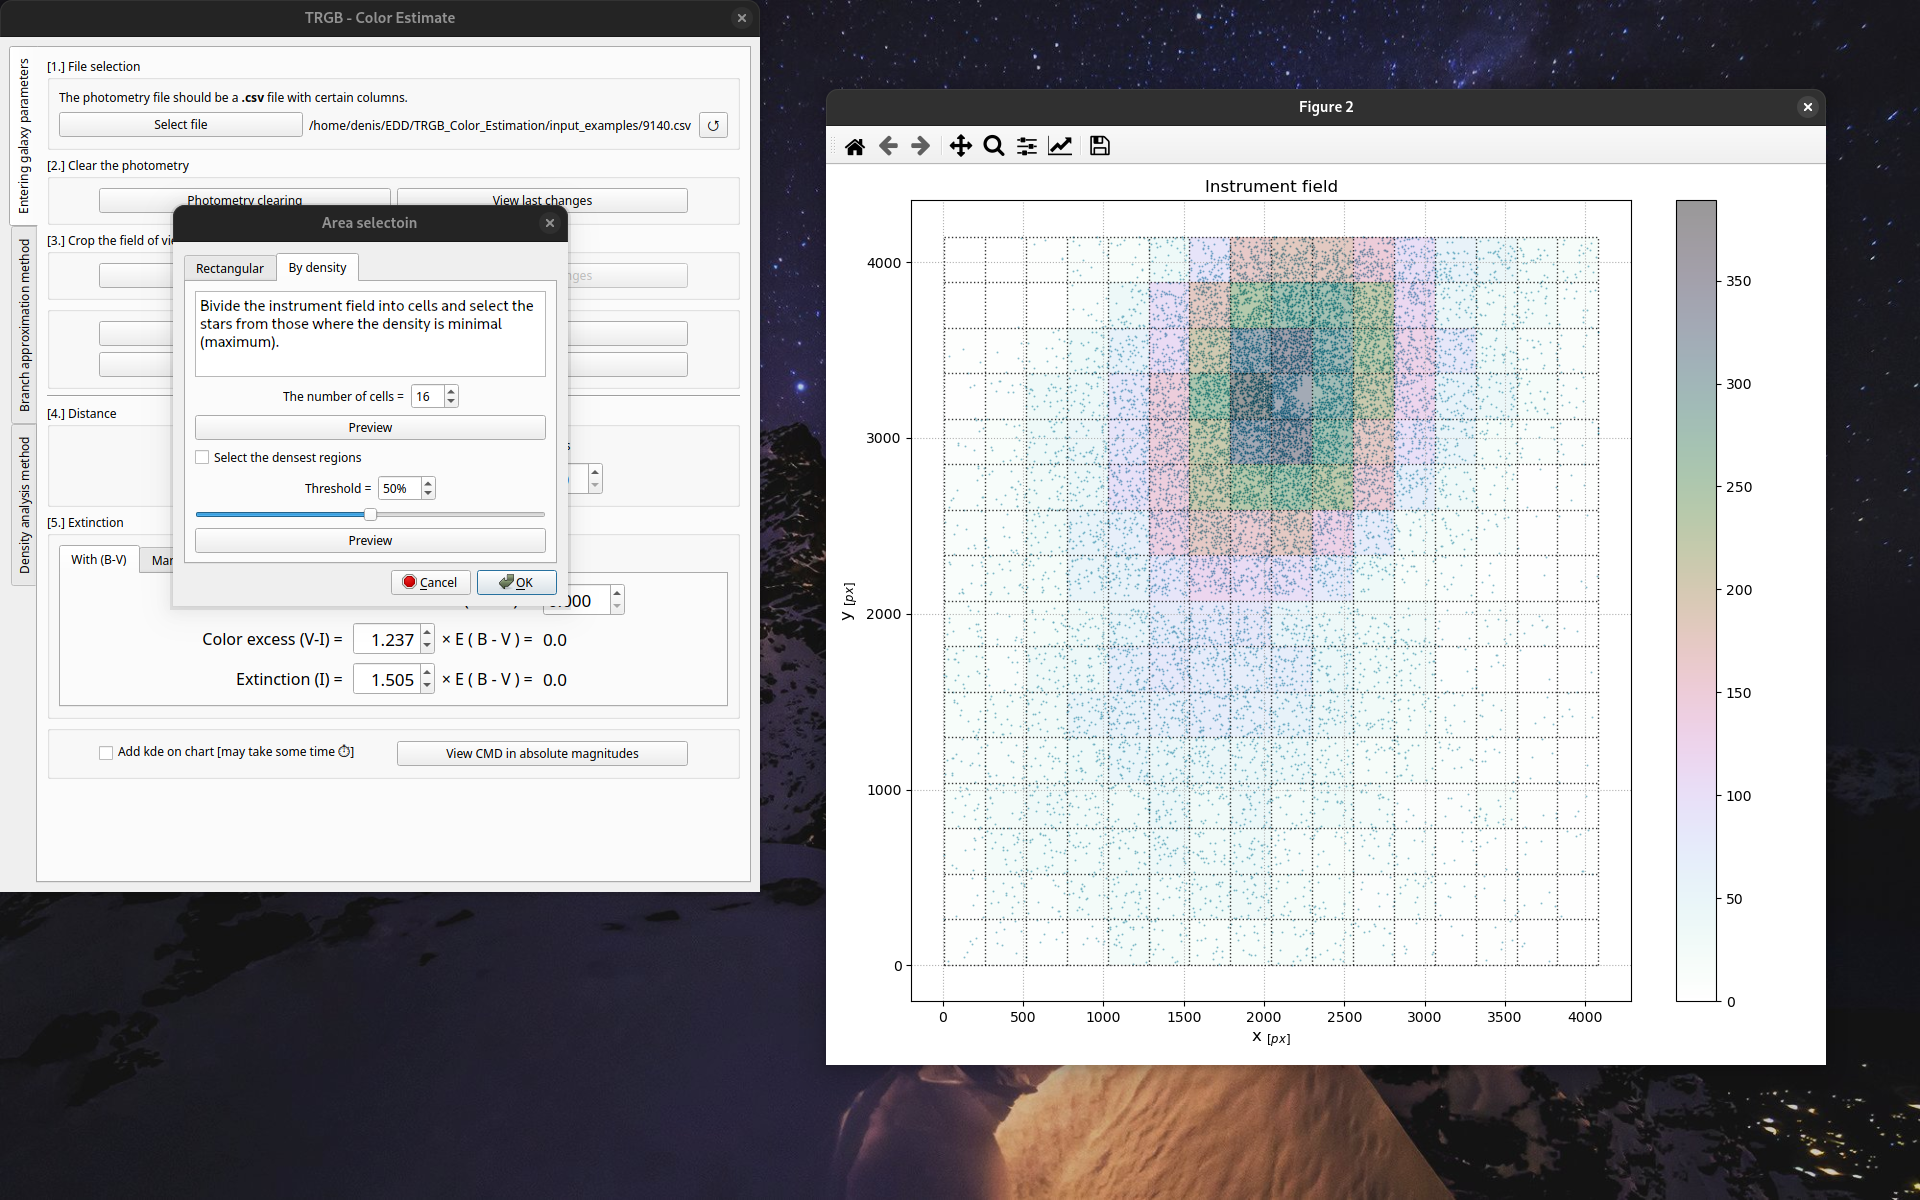 TRGB - Color Estimate
Entering galaxy parameters
Branch approximation method
Density analysis method
[1.] File selection
The photometry file should be a .csv file with certain columns.
Select file
/home/denis/EDD/TRGB_Color_Estimation/input_examples/9140.csv
[2.] Clear the photometry
Photometry clearing
View last changes
[3.] Crop the field of vi
nges
[4.] Distance
[5.] Extinction
With (B-V)
Mar
Color excess (V-I) = 1.237 × E ( B - V ) = 0.0
Extinction (I) = 1.505 × E ( B - V ) = 0.0
Add kde on chart [may take some time ⏱]
View CMD in absolute magnitudes
Area selectoin
Rectangular
By density
Bivide the instrument field into cells and select the
stars from those where the density is minimal
(maximum).
The number of cells = 16
Preview
Select the densest regions
Threshold = 50%
Preview
Cancel
OK
Figure 2
Instrument field
4000
3000
2000
1000
0
y [px]
0 500 1000 1500 2000 2500 3000 3500 4000
x [px]
350
300
250
200
150
100
50
0